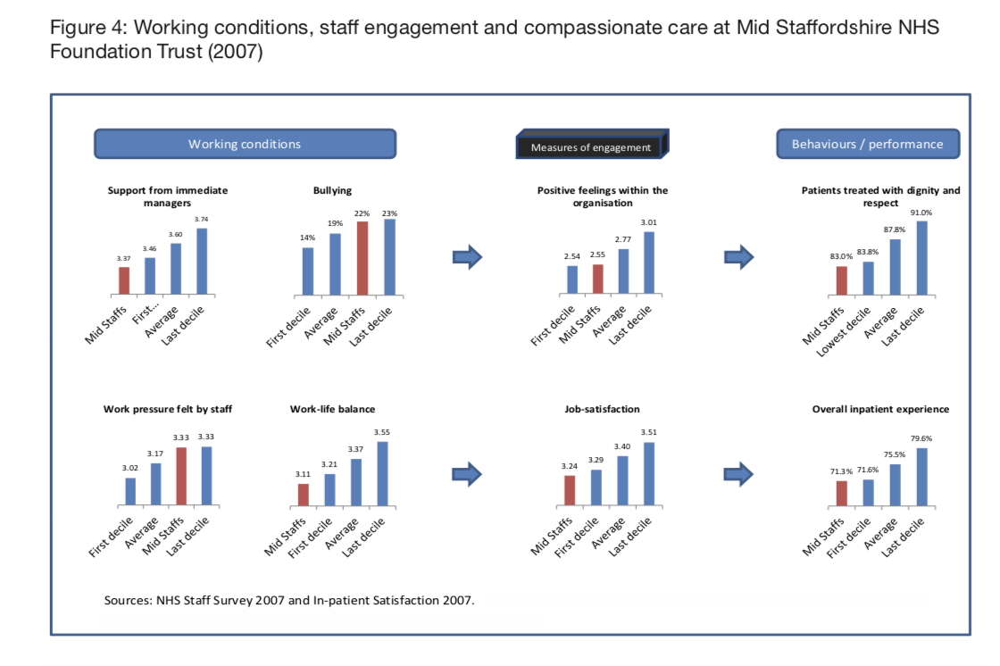 Figure 4: Working conditions, staff engagement and compassionate care at Mid Staffordshire NHS
Foundation Trust (2007)
Working conditions
Measures of engagement
Behaviours / performance
Support from immediate
managers
3.37
3.46
3.60
3.74
Mid Staffs
First...
Average
Last decile
Bullying
14%
19%
22%
23%
First decile
Average
Mid Staffs
Last decile
Positive feelings within the
organisation
2.54
2.55
2.77
3.01
First decile
Mid Staffs
Average
Last decile
Patients treated with dignity and
respect
83.0%
83.8%
87.8%
91.0%
Mid Staffs
Lowest decile
Average
Last decile
Work pressure felt by staff
3.02
3.17
3.33
3.33
First decile
Average
Mid Staffs
Last decile
Work-life balance
3.11
3.21
3.37
3.55
Mid Staffs
First decile
Average
Last decile
Job-satisfaction
3.24
3.29
3.40
3.51
Mid Staffs
First decile
Average
Last decile
Overall inpatient experience
71.3%
71.6%
75.5%
79.6%
Mid Staffs
First decile
Average
Last decile
Sources: NHS Staff Survey 2007 and In-patient Satisfaction 2007.